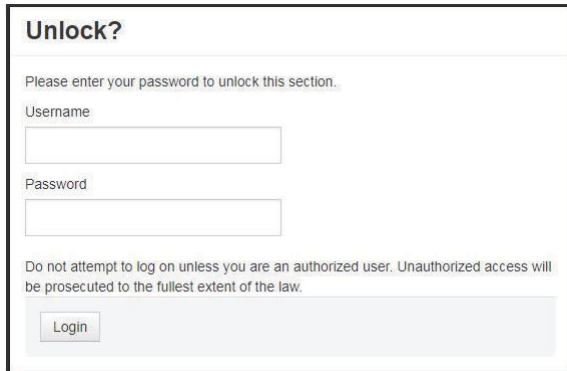 Unlock?
Please enter your password to unlock this section.
Username
Password
Do not attempt to log on unless you are an authorized user. Unauthorized access will
be prosecuted to the fullest extent of the law.
Login